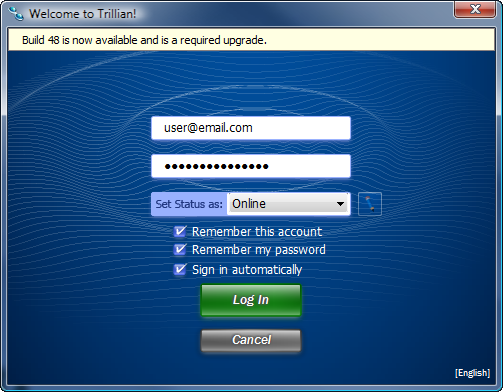 Welcome to Trillian!
Build 48 is now available and is a required upgrade.
user@email.com
●●●●●●●●●●●●●●●
Set Status as: Online
Remember this account
Remember my password
Sign in automatically
Log In
Cancel
[English]